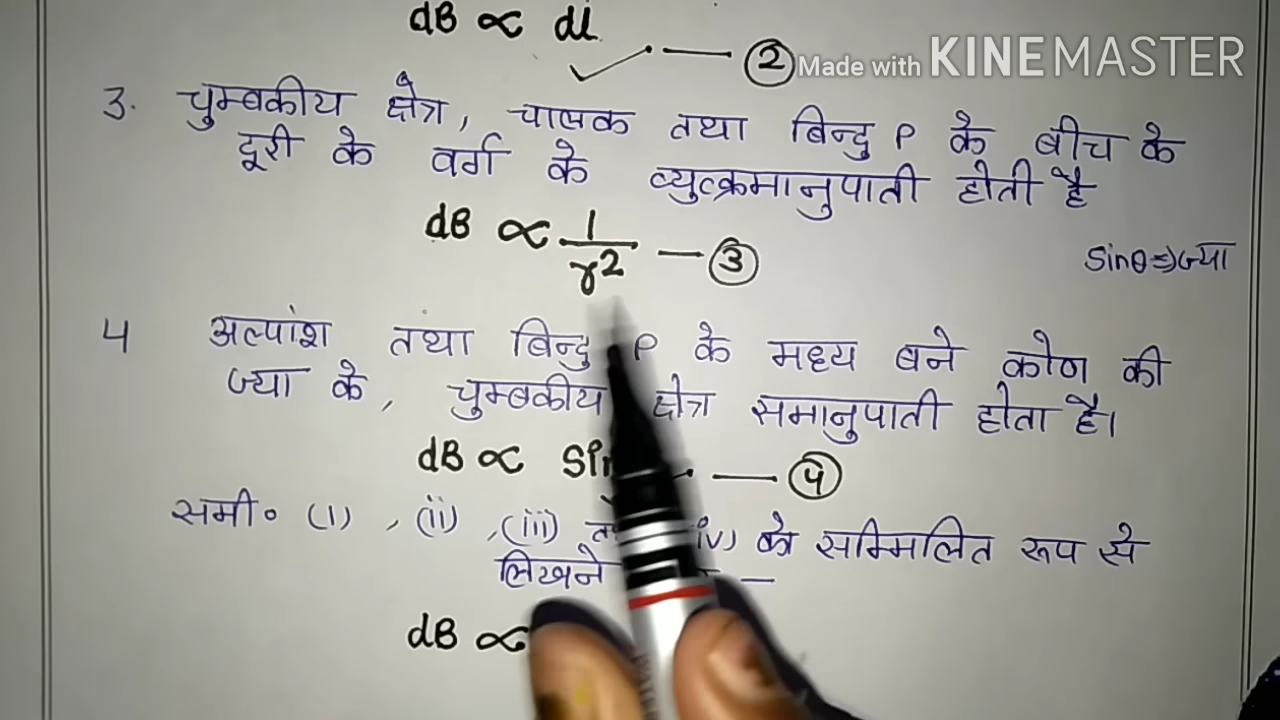 dB ∝ dl
— ②
Made with KINEMASTER
3. चुम्बकीय क्षेत्र, चालक तथा बिन्दु P के बीच के
दूरी के वर्ग के व्युत्क्रमानुपाती होती है
dB ∝ 1/r² — ③
sinθ⇒ज्या
4 अल्पांश तथा बिन्दु P के मध्य बने कोण की
ज्या के, चुम्बकीय क्षेत्र समानुपाती होता है।
dB ∝ — ④
समी० (i) , (ii) , (iii) iv) को सम्मिलित रूप से
लिखने —
dB ∝